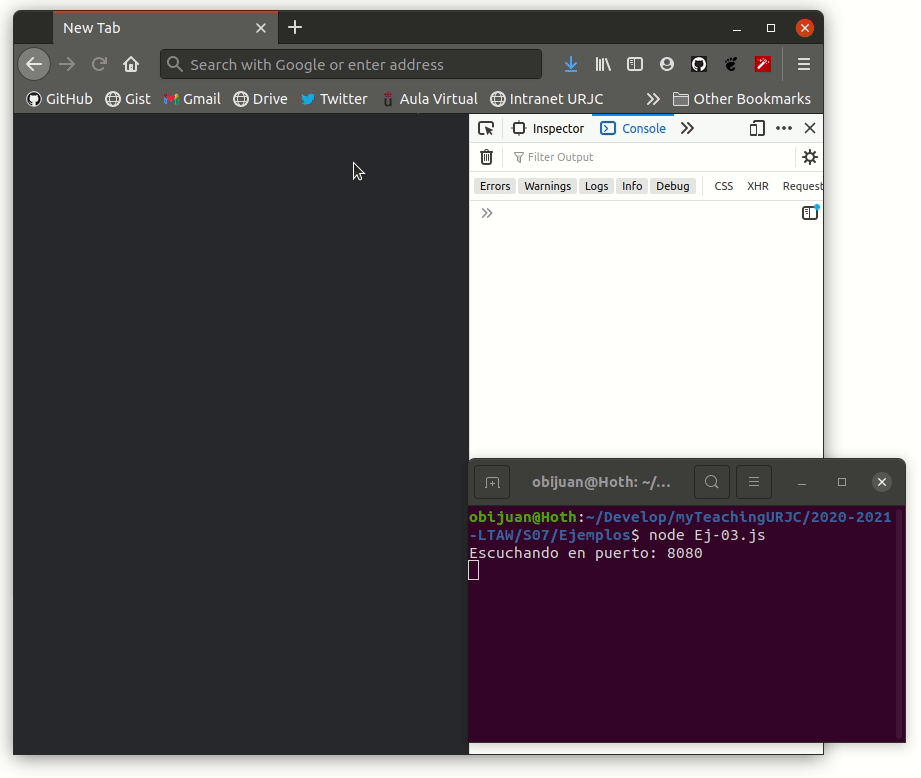 New Tab
Search with Google or enter address
GitHub Gist Gmail Drive Twitter Aula Virtual Intranet URJC Other Bookmarks
Inspector Console
Filter Output
Errors Warnings Logs Info Debug CSS XHR Request
obijuan@Hoth: ~/...
obijuan@Hoth:~/Develop/myTeachingURJC/2020-2021
-LTAW/S07/Ejemplos$ node Ej-03.js
Escuchando en puerto: 8080